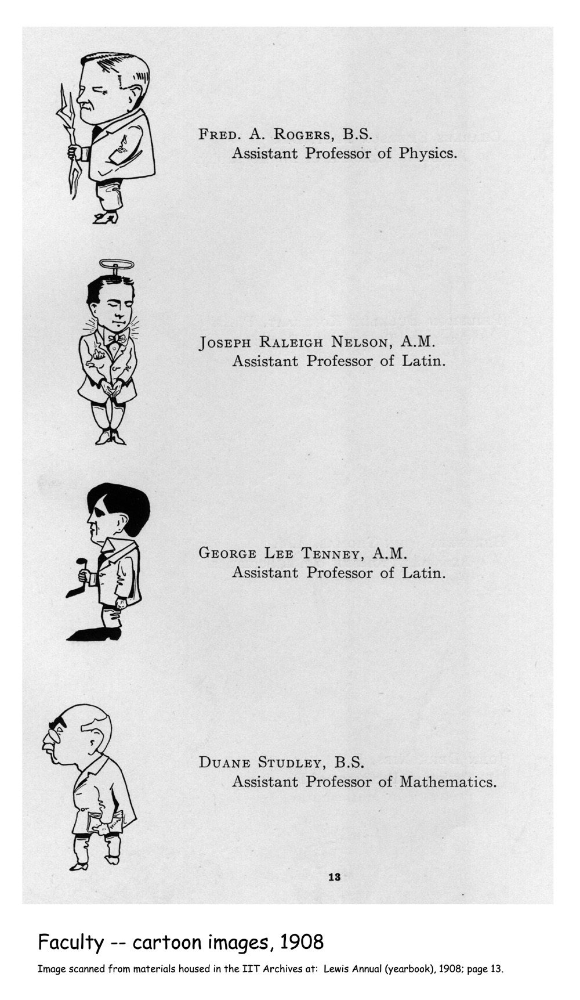 FRED. A. ROGERS, B.S.
Assistant Professor of Physics.
JOSEPH RALEIGH NELSON, A.M.
Assistant Professor of Latin.
GEORGE LEE TENNEY, A.M.
Assistant Professor of Latin.
DUANE STUDLEY, B.S.
Assistant Professor of Mathematics.
13
Faculty -- cartoon images, 1908
Image scanned from materials housed in the IIT Archives at: Lewis Annual (yearbook), 1908; page 13.